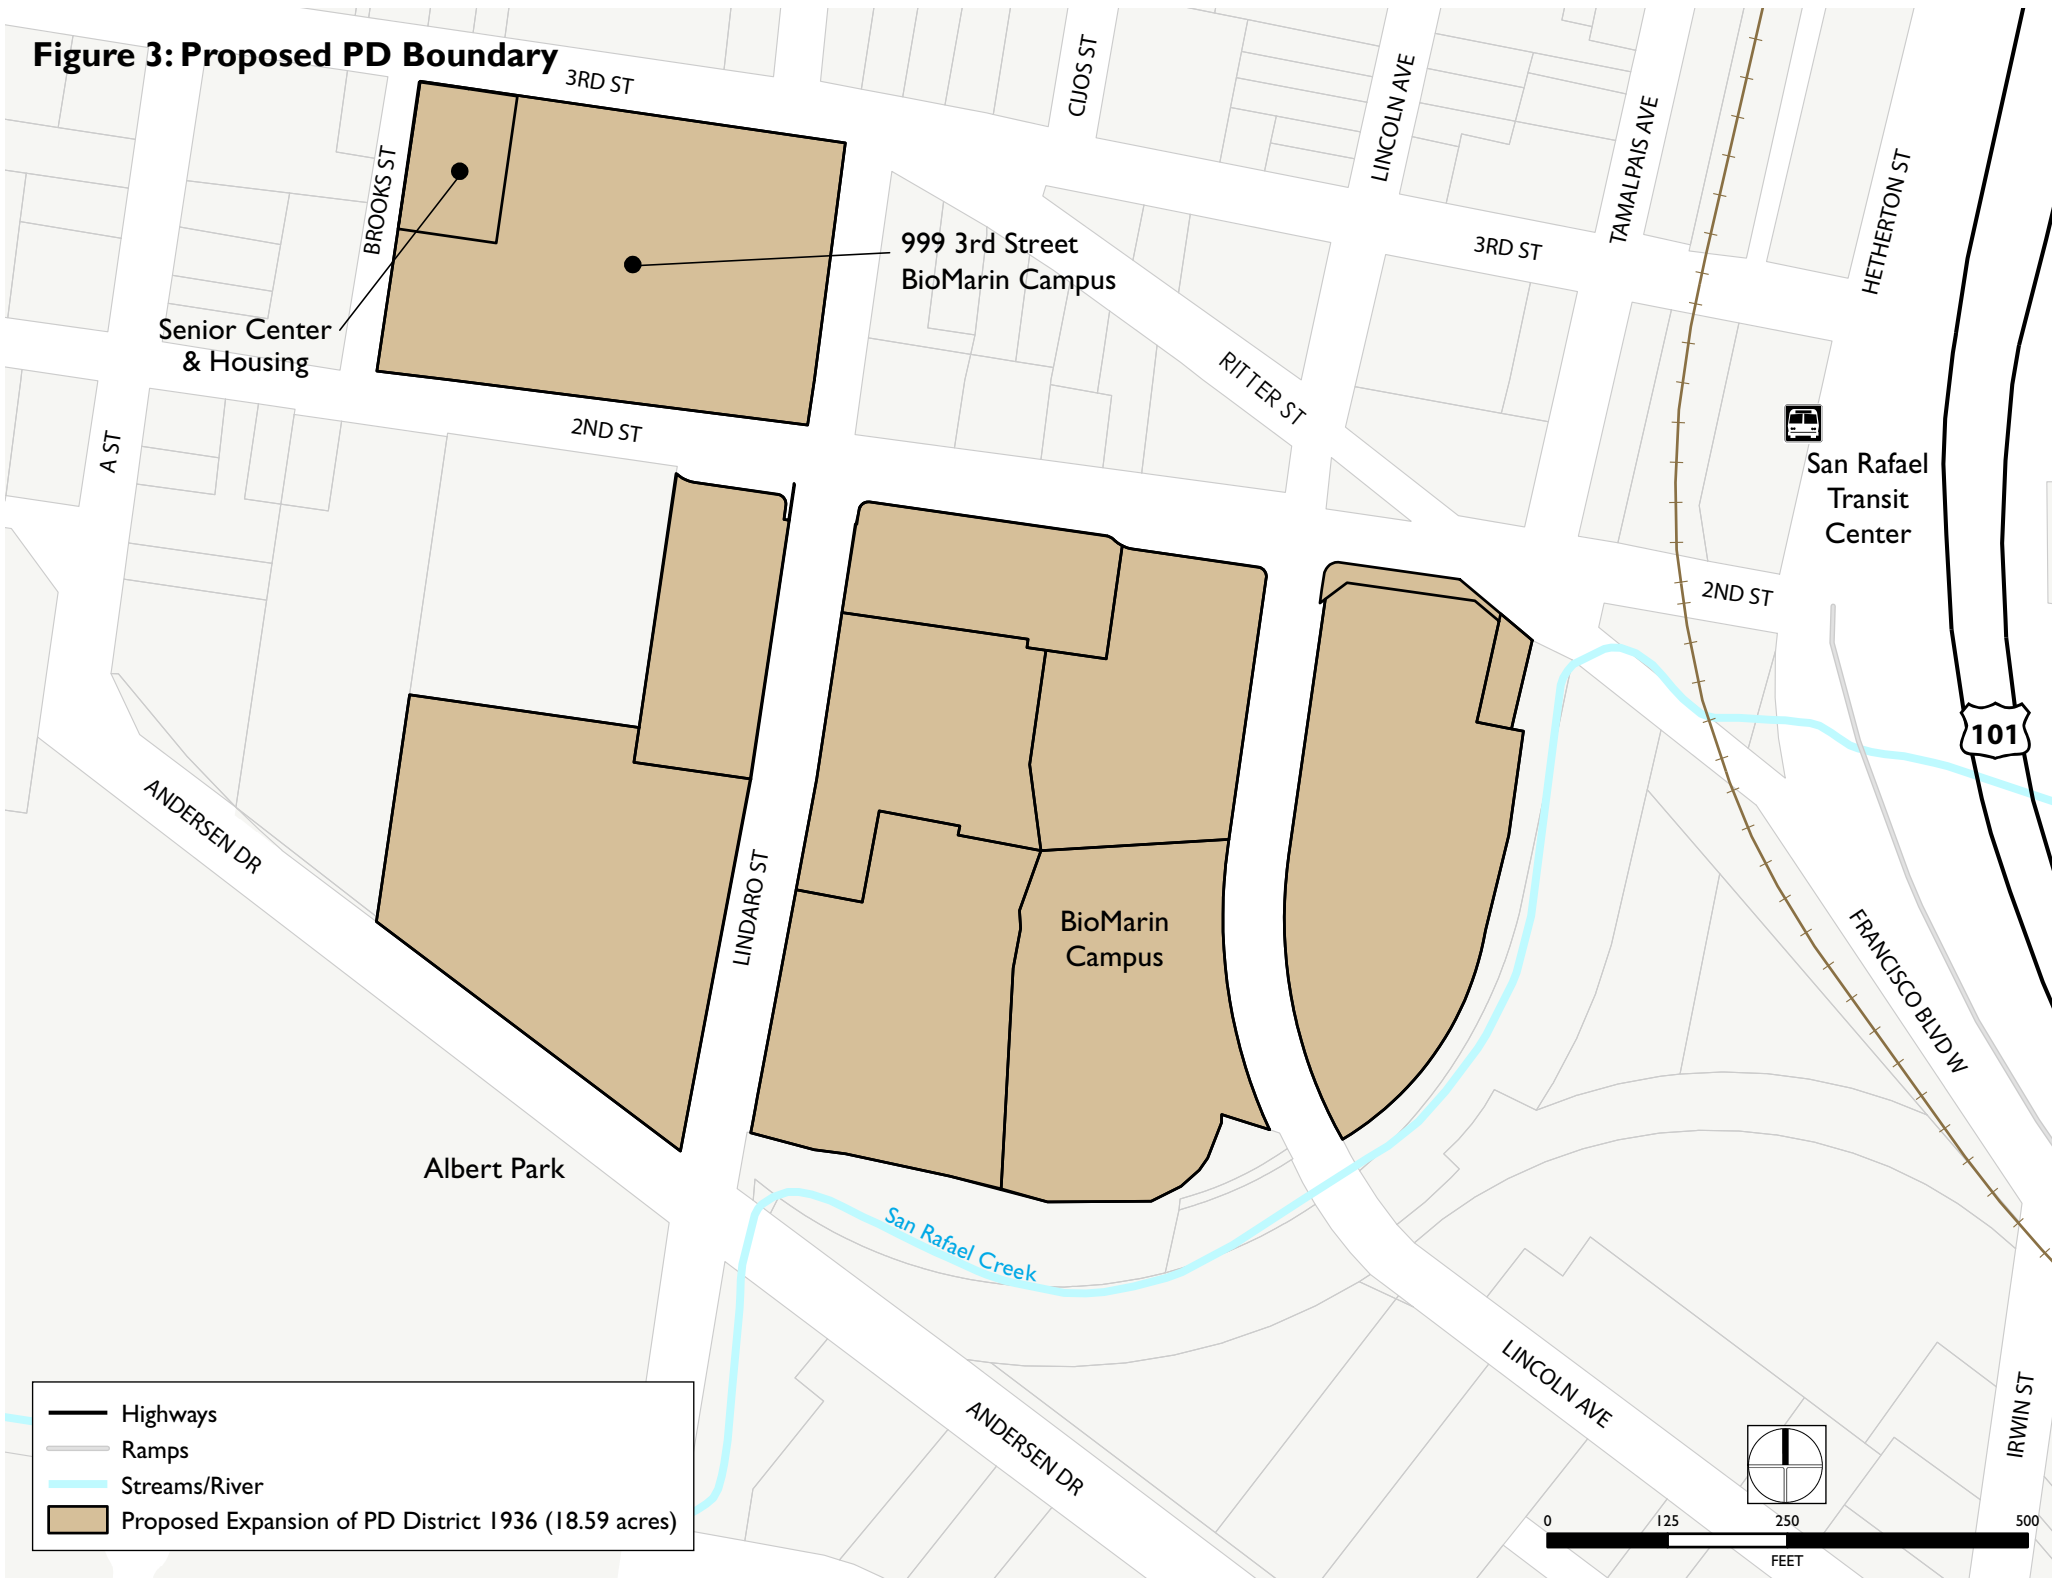 Figure 3: Proposed PD Boundary
3RD ST
CIJOS ST
LINCOLN AVE
TAMALPAIS AVE
HETHERTON ST
BROOKS ST
999 3rd Street
BioMarin Campus
3RD ST
Senior Center
& Housing
RITTER ST
2ND ST
A ST
San Rafael
Transit
Center
2ND ST
101
ANDERSEN DR
LINDARO ST
BioMarin
Campus
FRANCISCO BLVD W
Albert Park
San Rafael Creek
LINCOLN AVE
ANDERSEN DR
IRWIN ST
Highways
Ramps
Streams/River
Proposed Expansion of PD District 1936 (18.59 acres)
0 125 250 500
FEET